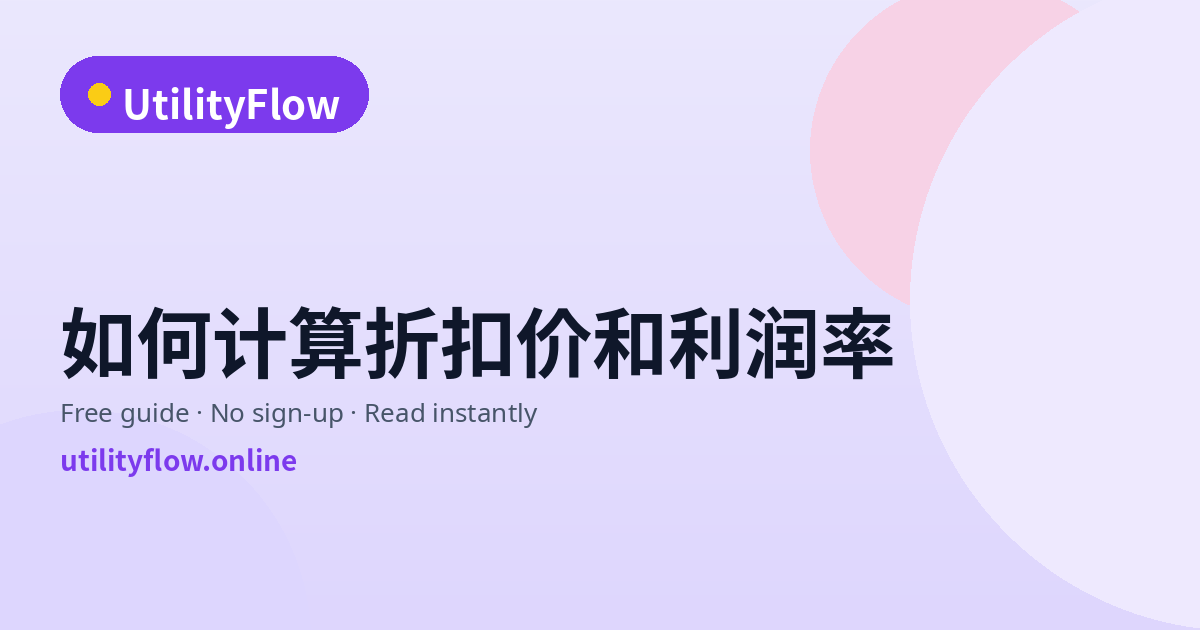 UtilityFlow
如何计算折扣价和利润率
Free guide · No sign-up · Read instantly
utilityflow.online